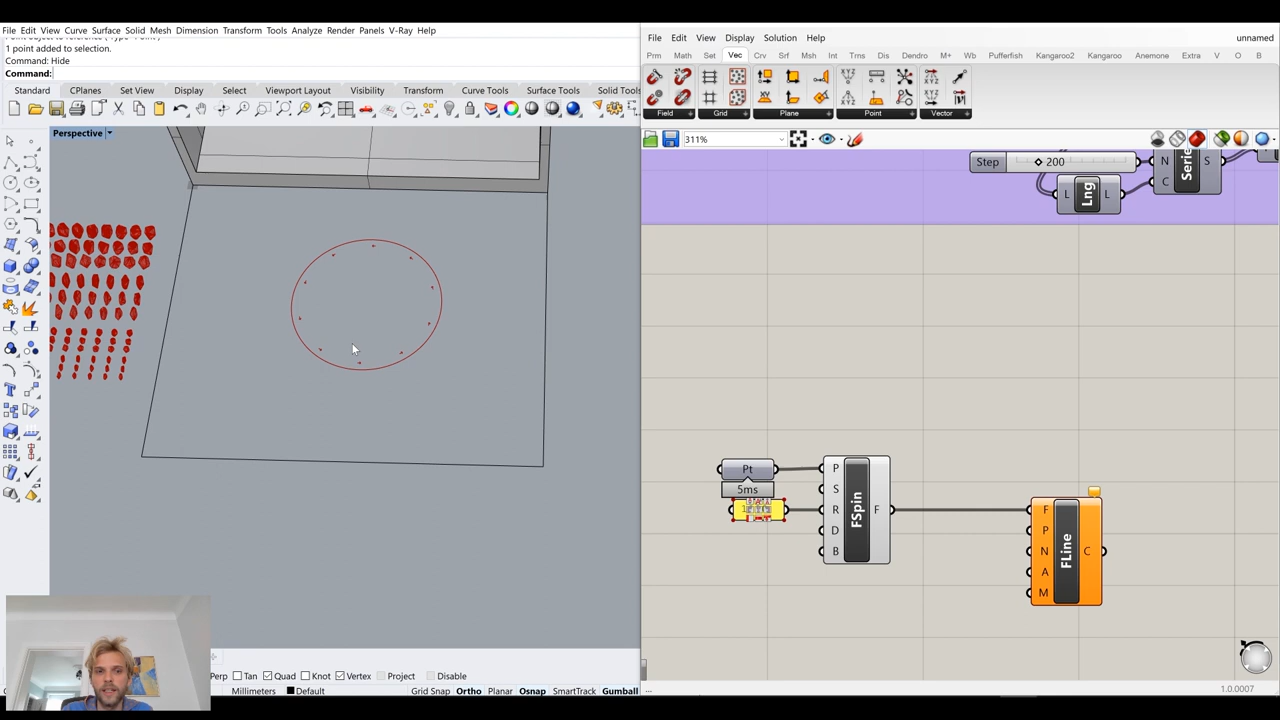 File Edit View Curve Surface Solid Mesh Dimension Transform Tools Analyze Render Panels V-Ray Help
1 point added to selection.
Command: Hide
Command:
Standard CPlanes Set View Display Select Viewport Layout Visibility Transform Curve Tools Surface Tools Solid Tools
Perspective
Perp Tan Quad Knot Vertex Project Disable
Millimeters Default Grid Snap Ortho Planar Osnap SmartTrack Gumball
File Edit View Display Solution Help unnamed
Prm Math Set Vec Crv Srf Msh Int Trns Dis Dendro M+ Wb Pufferfish Kangaroo2 Kangaroo Anemone Extra V O B
Field Grid Plane Point Vector
311%
Step 200
N
C
S
L
Lng
L
Pt
5ms
P
S
R
D
B
FSpin
F
F
P
N
A
M
FLine
C
...
1.0.0007